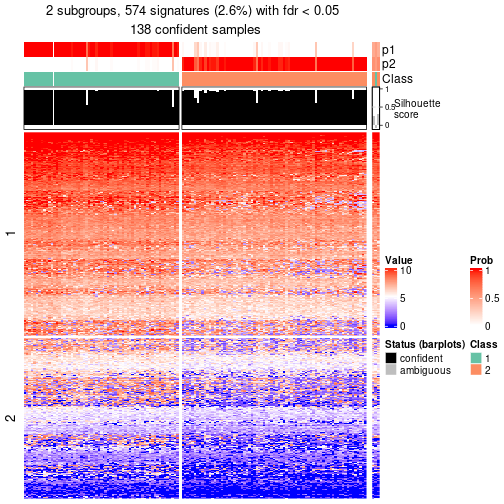 2 subgroups, 574 signatures (2.6%) with fdr < 0.05
138 confident samples
p1
p2
Class
1
0.5
0
Silhouette
score
1
2
Value
10
5
0
Prob
1
0.5
0
Status (barplots)
confident
ambiguous
Class
1
2